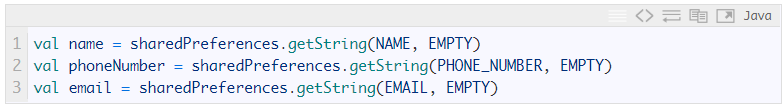 Java
1 val name = sharedPreferences.getString(NAME, EMPTY)
2 val phoneNumber = sharedPreferences.getString(PHONE_NUMBER, EMPTY)
3 val email = sharedPreferences.getString(EMAIL, EMPTY)